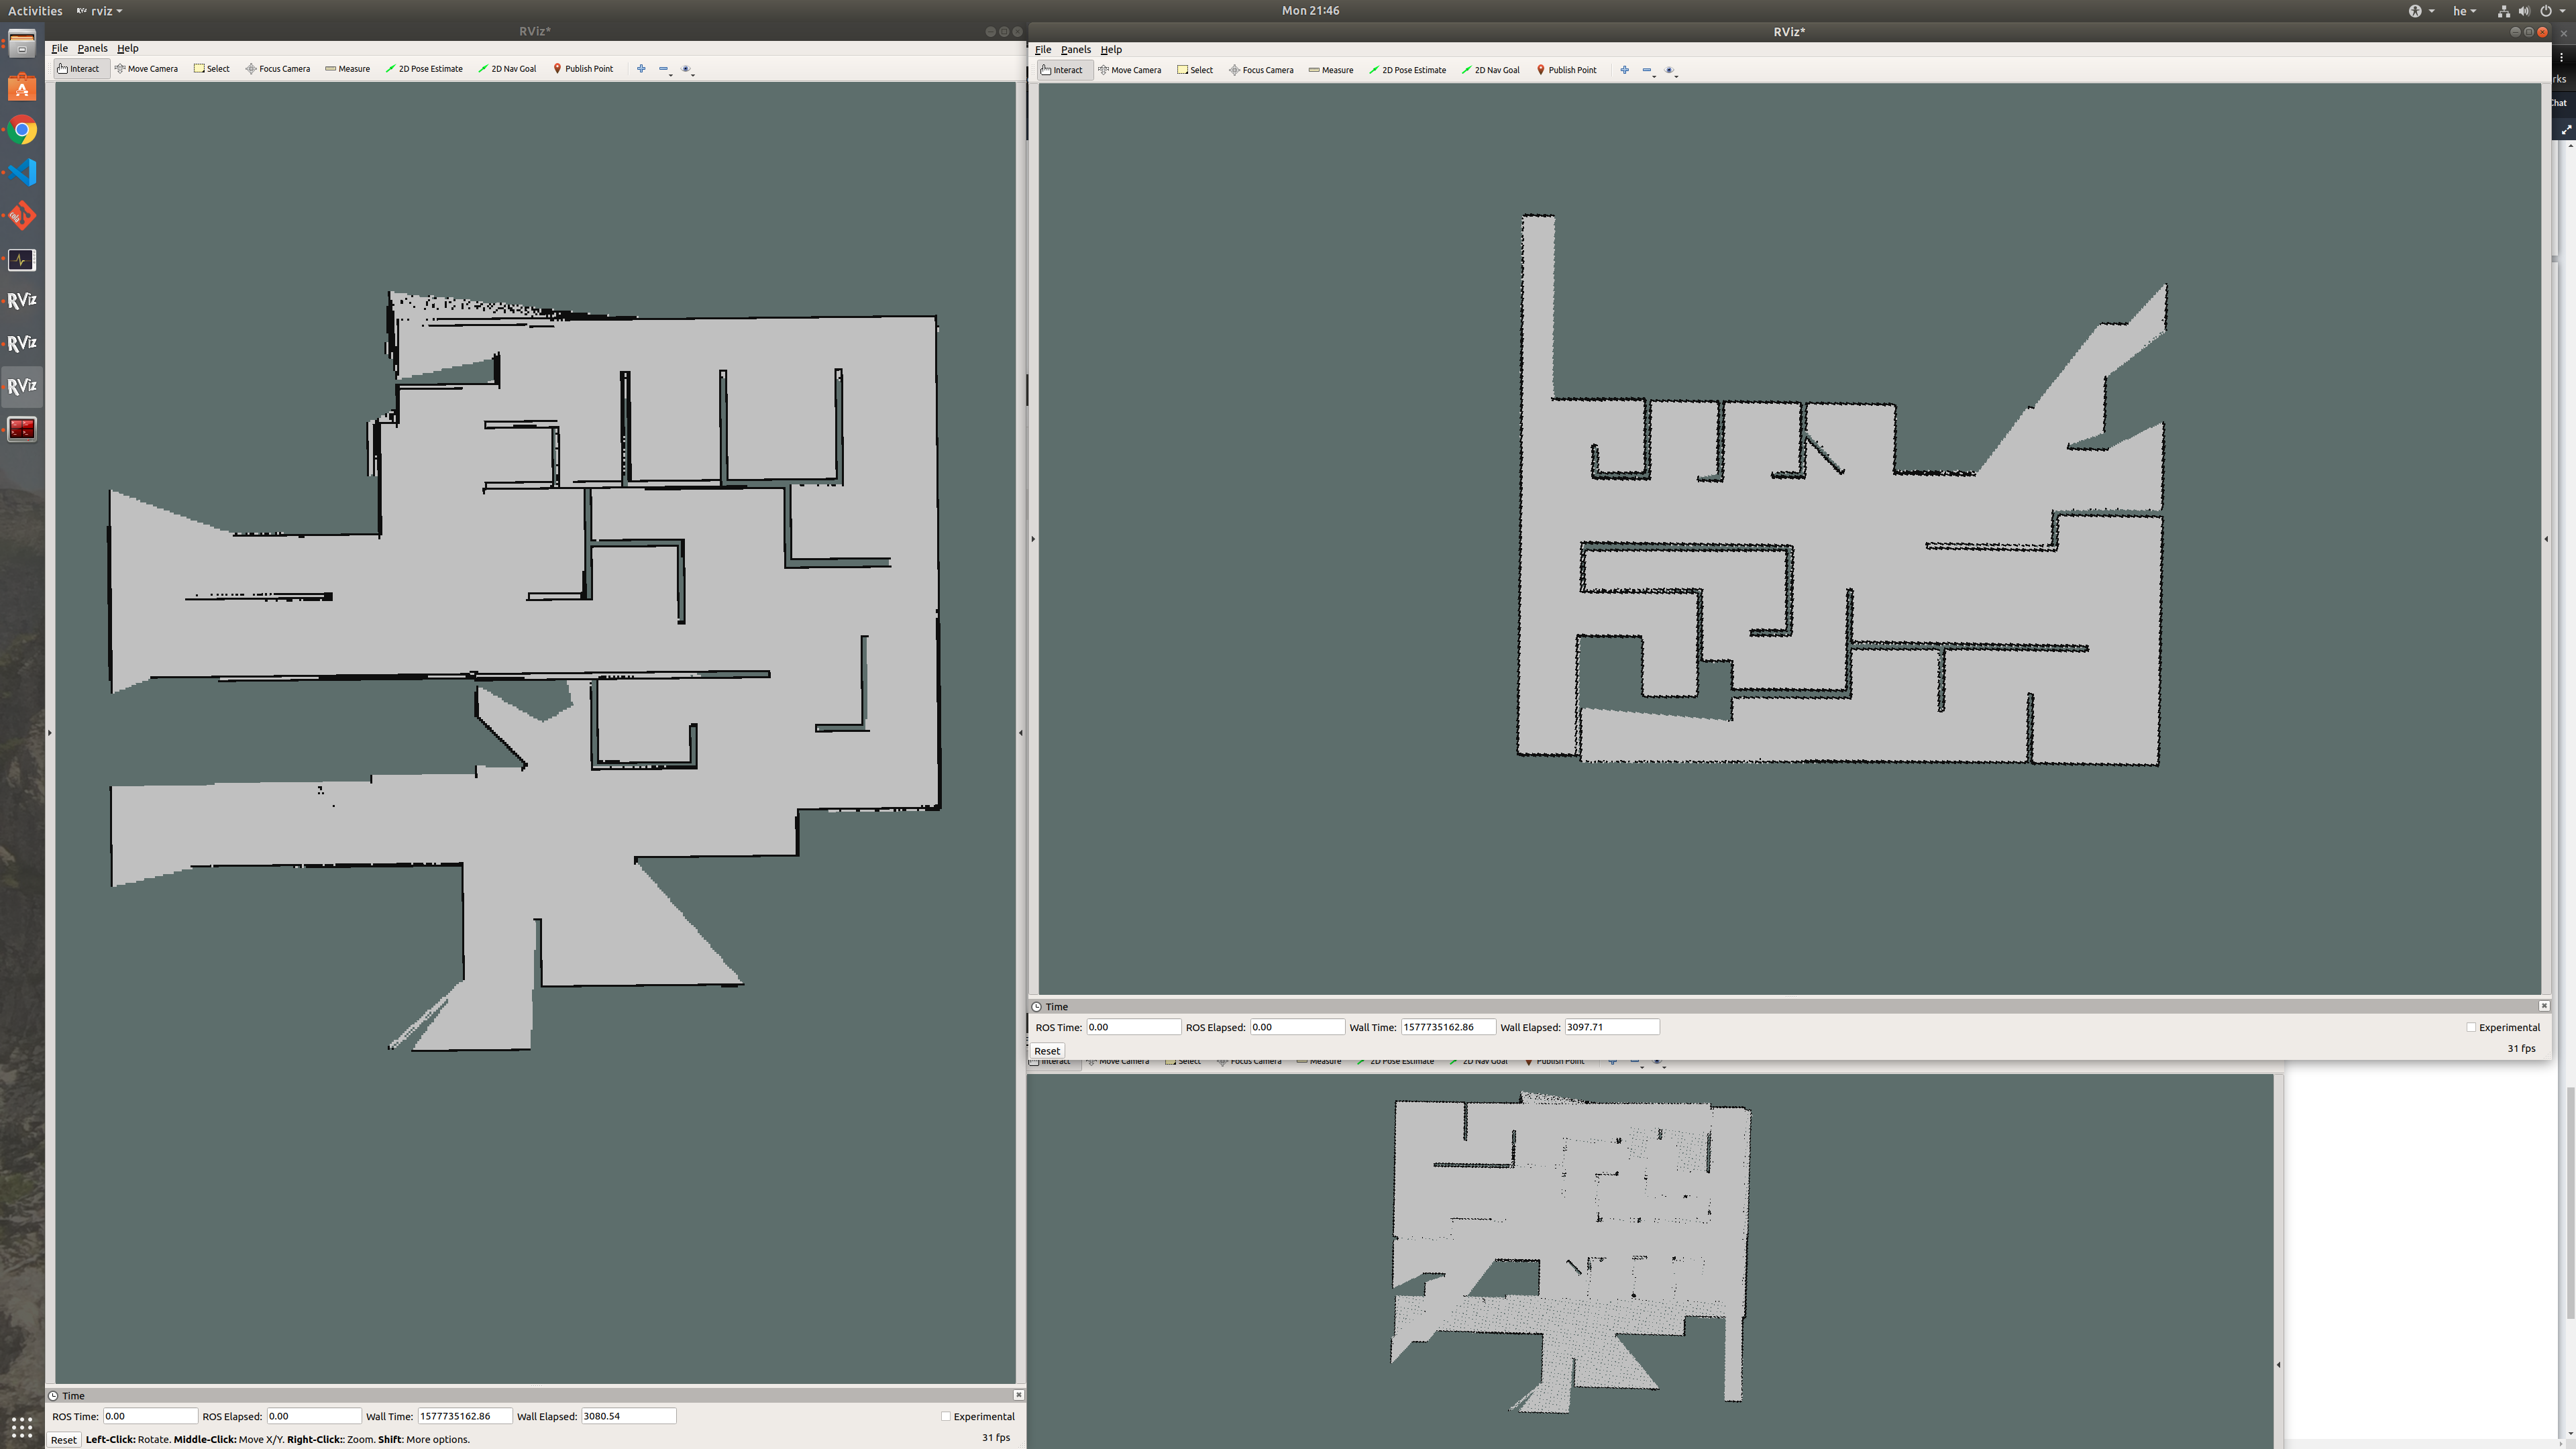 Activities rviz Mon 21:46 he
RViz*
File Panels Help
Interact Move Camera Select Focus Camera Measure 2D Pose Estimate 2D Nav Goal Publish Point
RViz
RViz
RViz
Time
ROS Time: 0.00 ROS Elapsed: 0.00 Wall Time: 1577735162.86 Wall Elapsed: 3080.54 Experimental
Reset Left-Click: Rotate. Middle-Click: Move X/Y. Right-Click:: Zoom. Shift: More options. 31 fps
RViz*
File Panels Help
Interact Move Camera Select Focus Camera Measure 2D Pose Estimate 2D Nav Goal Publish Point
Time
ROS Time: 0.00 ROS Elapsed: 0.00 Wall Time: 1577735162.86 Wall Elapsed: 3097.71 Experimental
Reset 31 fps
Interact Move Camera Select Focus Camera Measure 2D Pose Estimate 2D Nav Goal Publish Point
rks
Chat